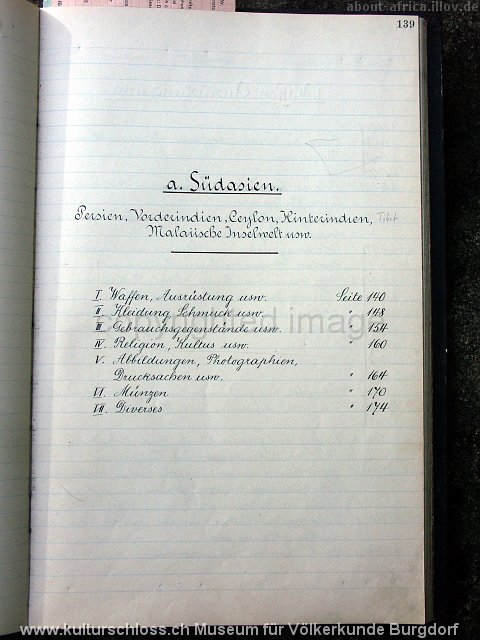 about-africa.illov.de
139
a. Südasien.
Persien, Vorderindien, Ceylon, Hinterindien, Tibet
Malaiische Inselwelt usw.
I. Waffen, Ausrüstung usw. Seite 140
II. Kleidung Schmuck usw. " 148
III. Gebrauchsgegenstände usw. " 154
IV. Religion, Kultus usw. " 160
V. Abbildungen, Photographien,
Drucksachen usw. " 164
VI. Münzen " 170
VII. Diverses " 174
copyrighted image
www.kulturschloss.ch Museum für Völkerkunde Burgdorf